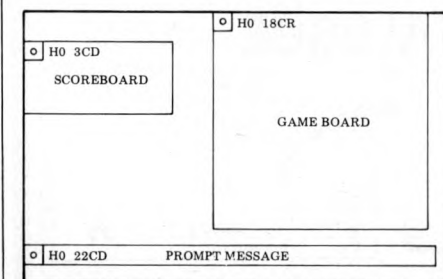 H0 18CR
H0 3CD
SCOREBOARD
GAME BOARD
H0 22CD PROMPT MESSAGE